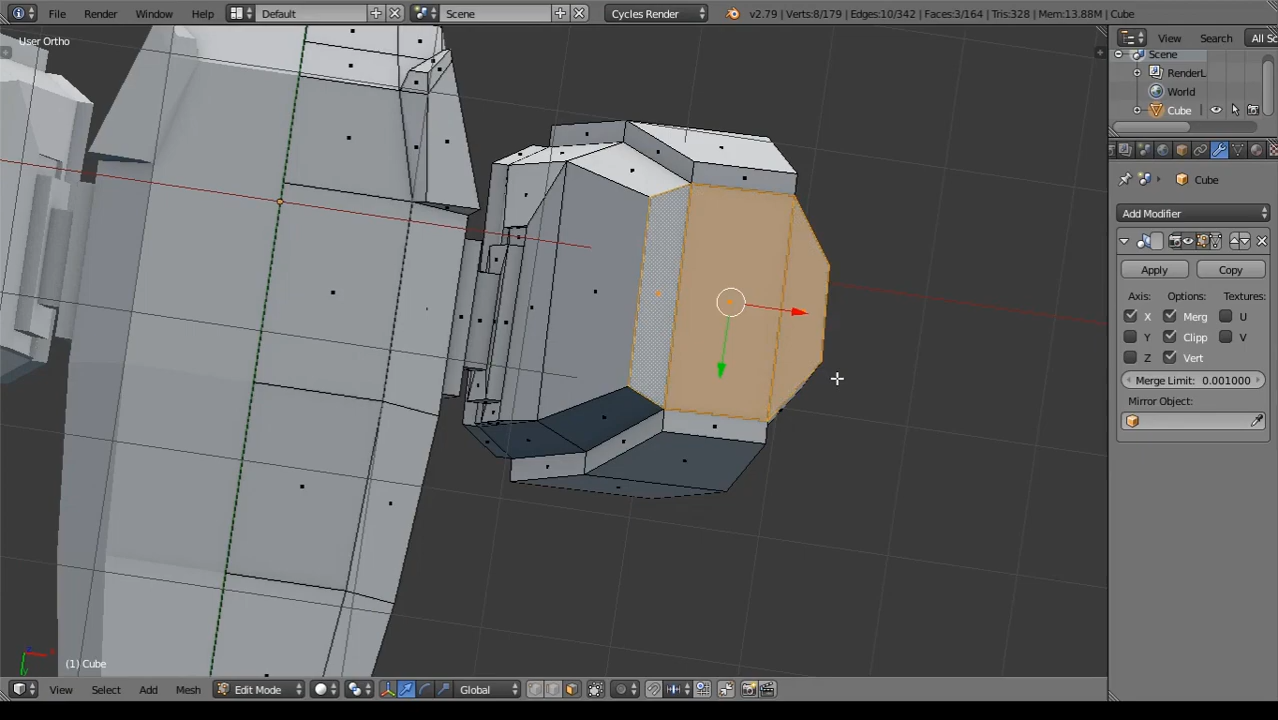 File Render Window Help Default Scene Cycles Render v2.79 | Verts:8/179 | Edges:10/342 | Faces:3/164 | Tris:328 | Mem:13.88M | Cube
User Ortho
View Search All Sc
Scene
RenderL
World
Cube
Cube
Add Modifier
Apply Copy
Axis: Options: Textures:
X Merg U
Y Clipp V
Z Vert
Merge Limit: 0.001000
Mirror Object:
(1) Cube
View Select Add Mesh Edit Mode Global